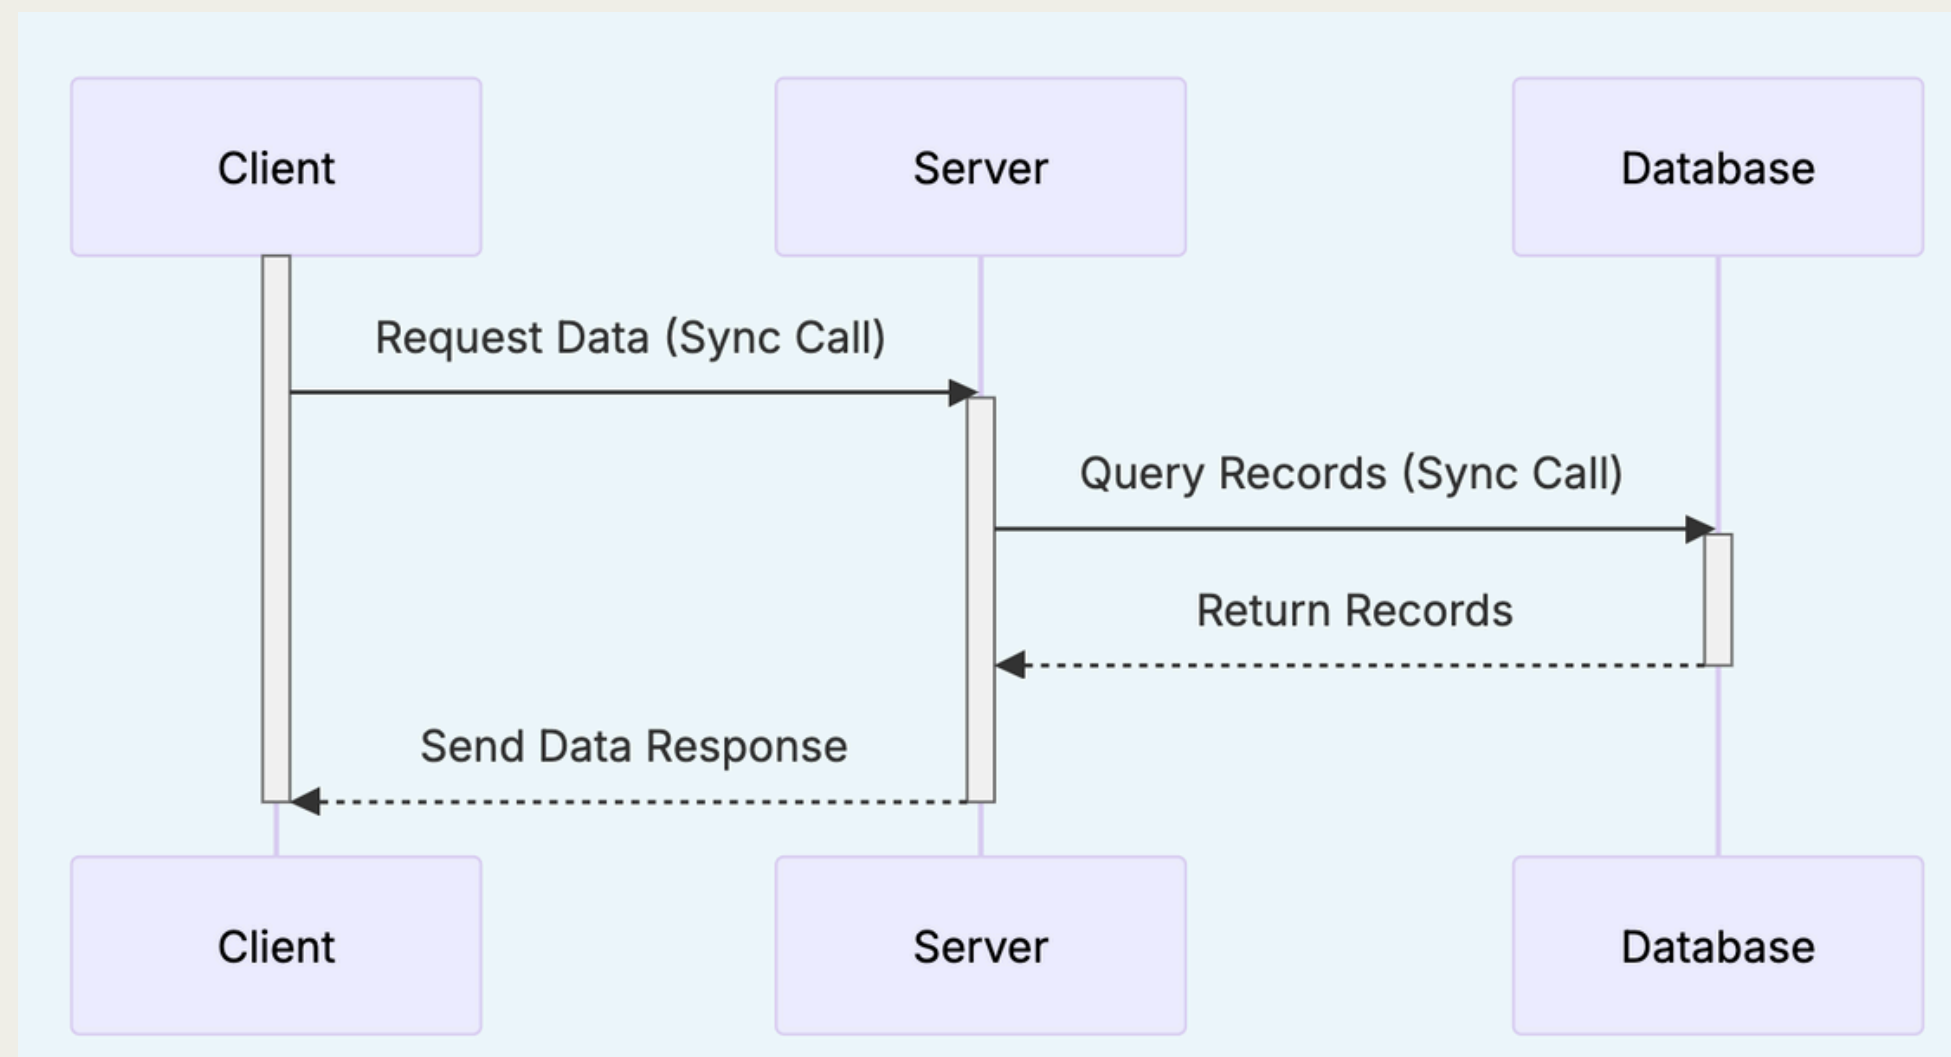 Client
Server
Database
Request Data (Sync Call)
Query Records (Sync Call)
Return Records
Send Data Response
Client
Server
Database